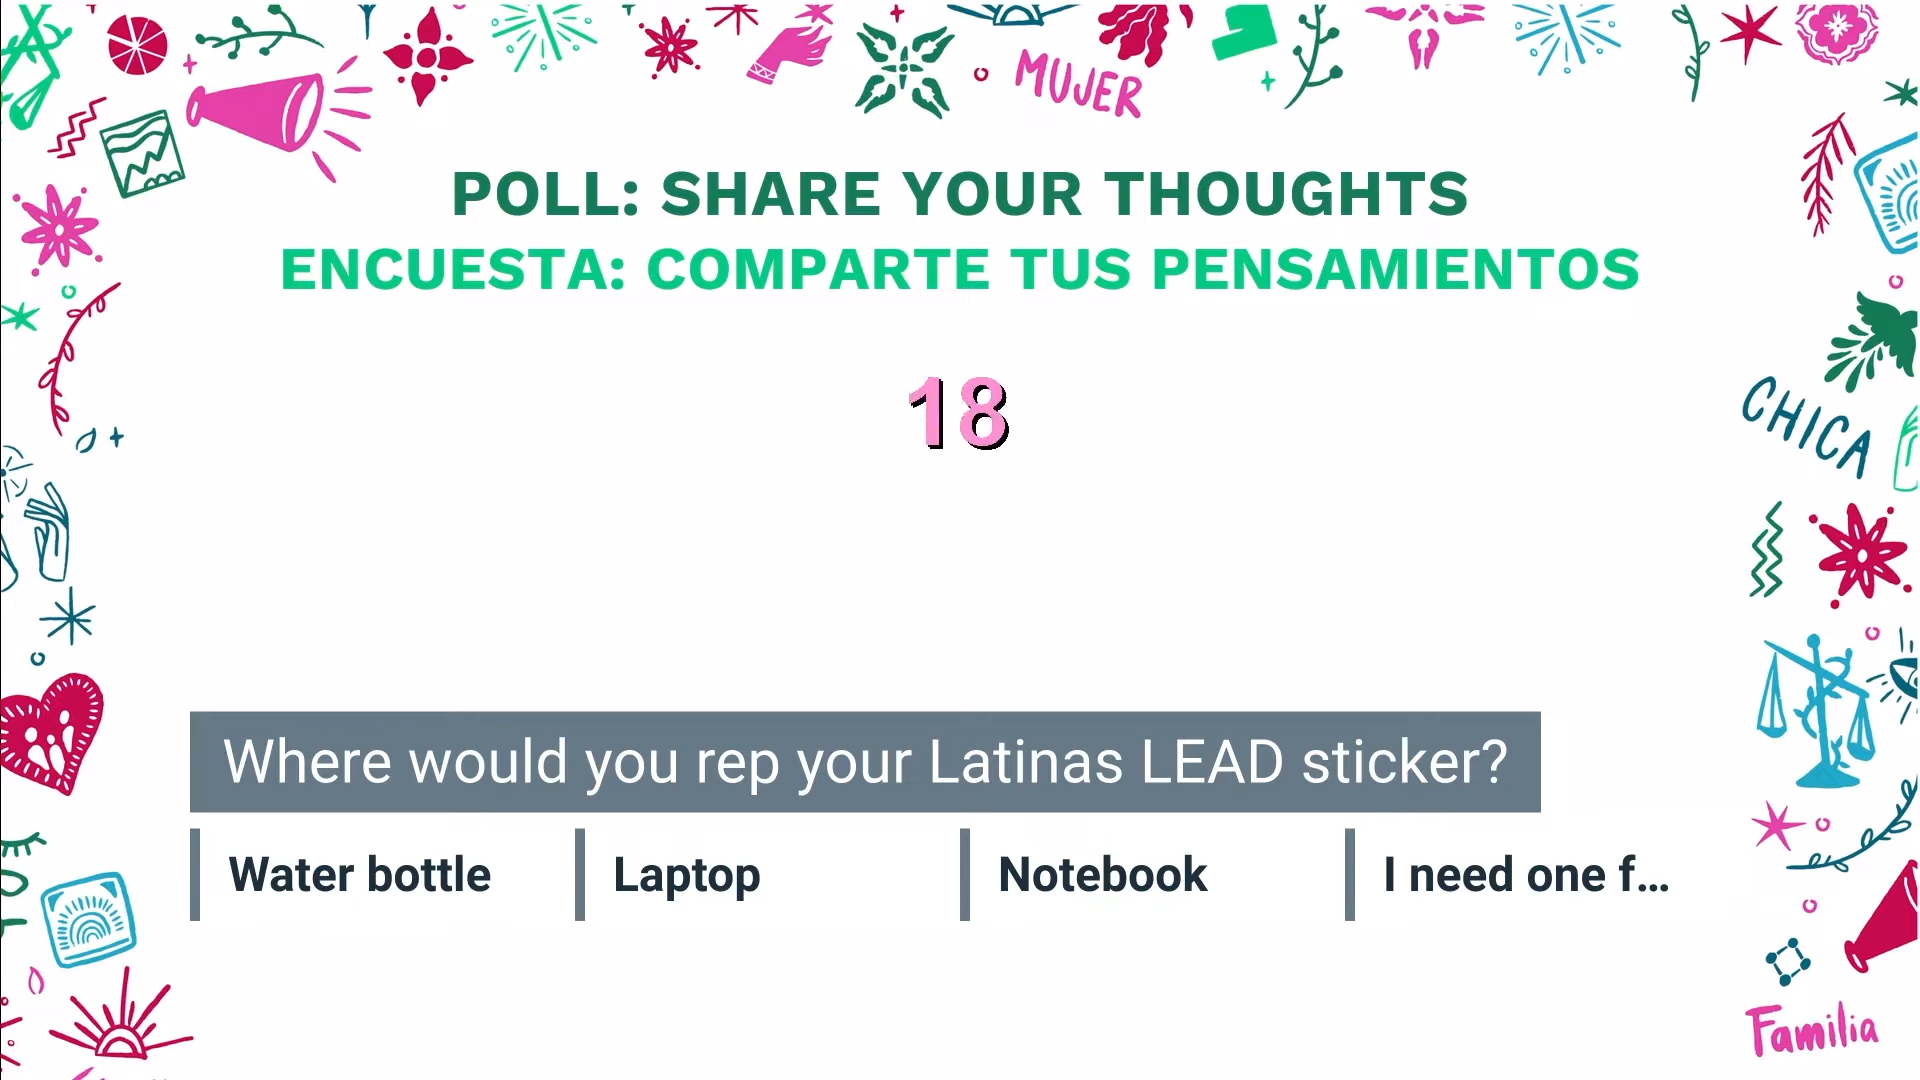 MUJER
POLL: SHARE YOUR THOUGHTS
ENCUESTA: COMPARTE TUS PENSAMIENTOS
18
CHICA
Where would you rep your Latinas LEAD sticker?
Water bottle
Laptop
Notebook
I need one f...
Familia